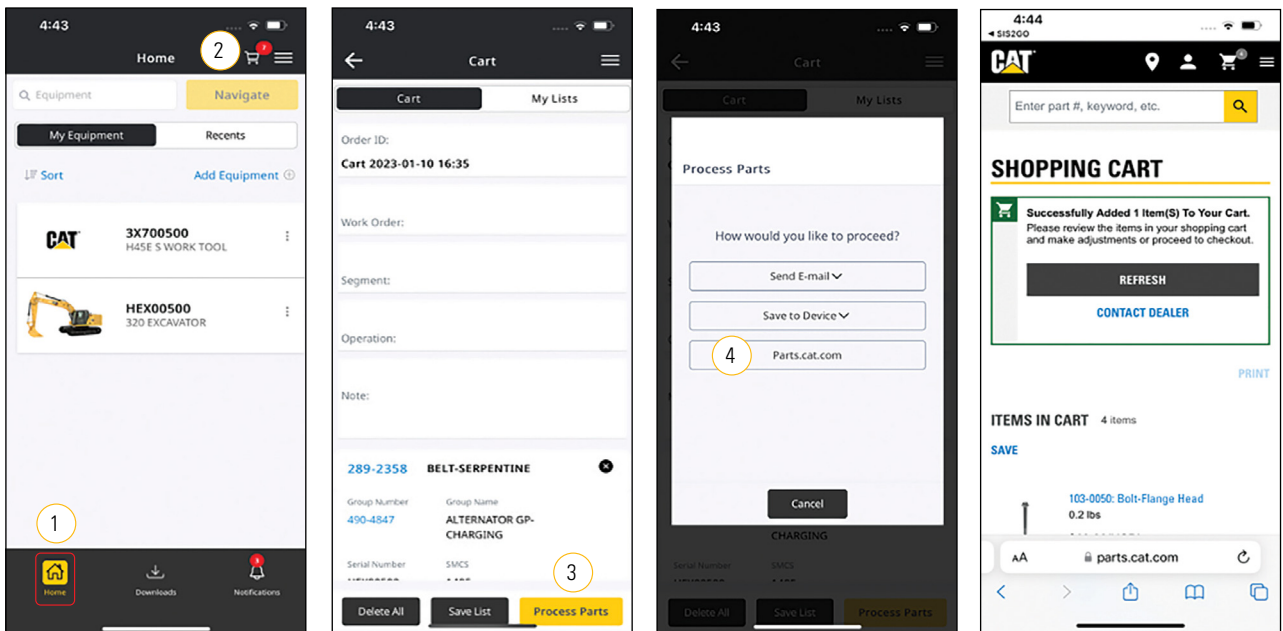 4:43
Home
2
7
Equipment
Navigate
My Equipment
Recents
Sort
Add Equipment
CAT
3X700500
H45E S WORK TOOL
HEX00500
320 EXCAVATOR
1
Home
Downloads
3
Notifications
4:43
Cart
Cart
My Lists
Order ID:
Cart 2023-01-10 16:35
Work Order:
Segment:
Operation:
Note:
289-2358 BELT-SERPENTINE
Group Number
Group Name
490-4847
ALTERNATOR GP-
CHARGING
Serial Number
SMCS
3
Delete All
Save List
Process Parts
4:43
Cart
Cart
My Lists
Process Parts
How would you like to proceed?
Send E-mail
Save to Device
4
Parts.cat.com
Cancel
CHARGING
Serial Number
SMCS
Delete All
Save List
Process Parts
4:44
SIS2GO
CAT
4
Enter part #, keyword, etc.
SHOPPING CART
Successfully Added 1 Item(S) To Your Cart.
Please review the items in your shopping cart
and make adjustments or proceed to checkout.
REFRESH
CONTACT DEALER
PRINT
ITEMS IN CART 4 items
SAVE
103-0050: Bolt-Flange Head
0.2 lbs
AA
parts.cat.com